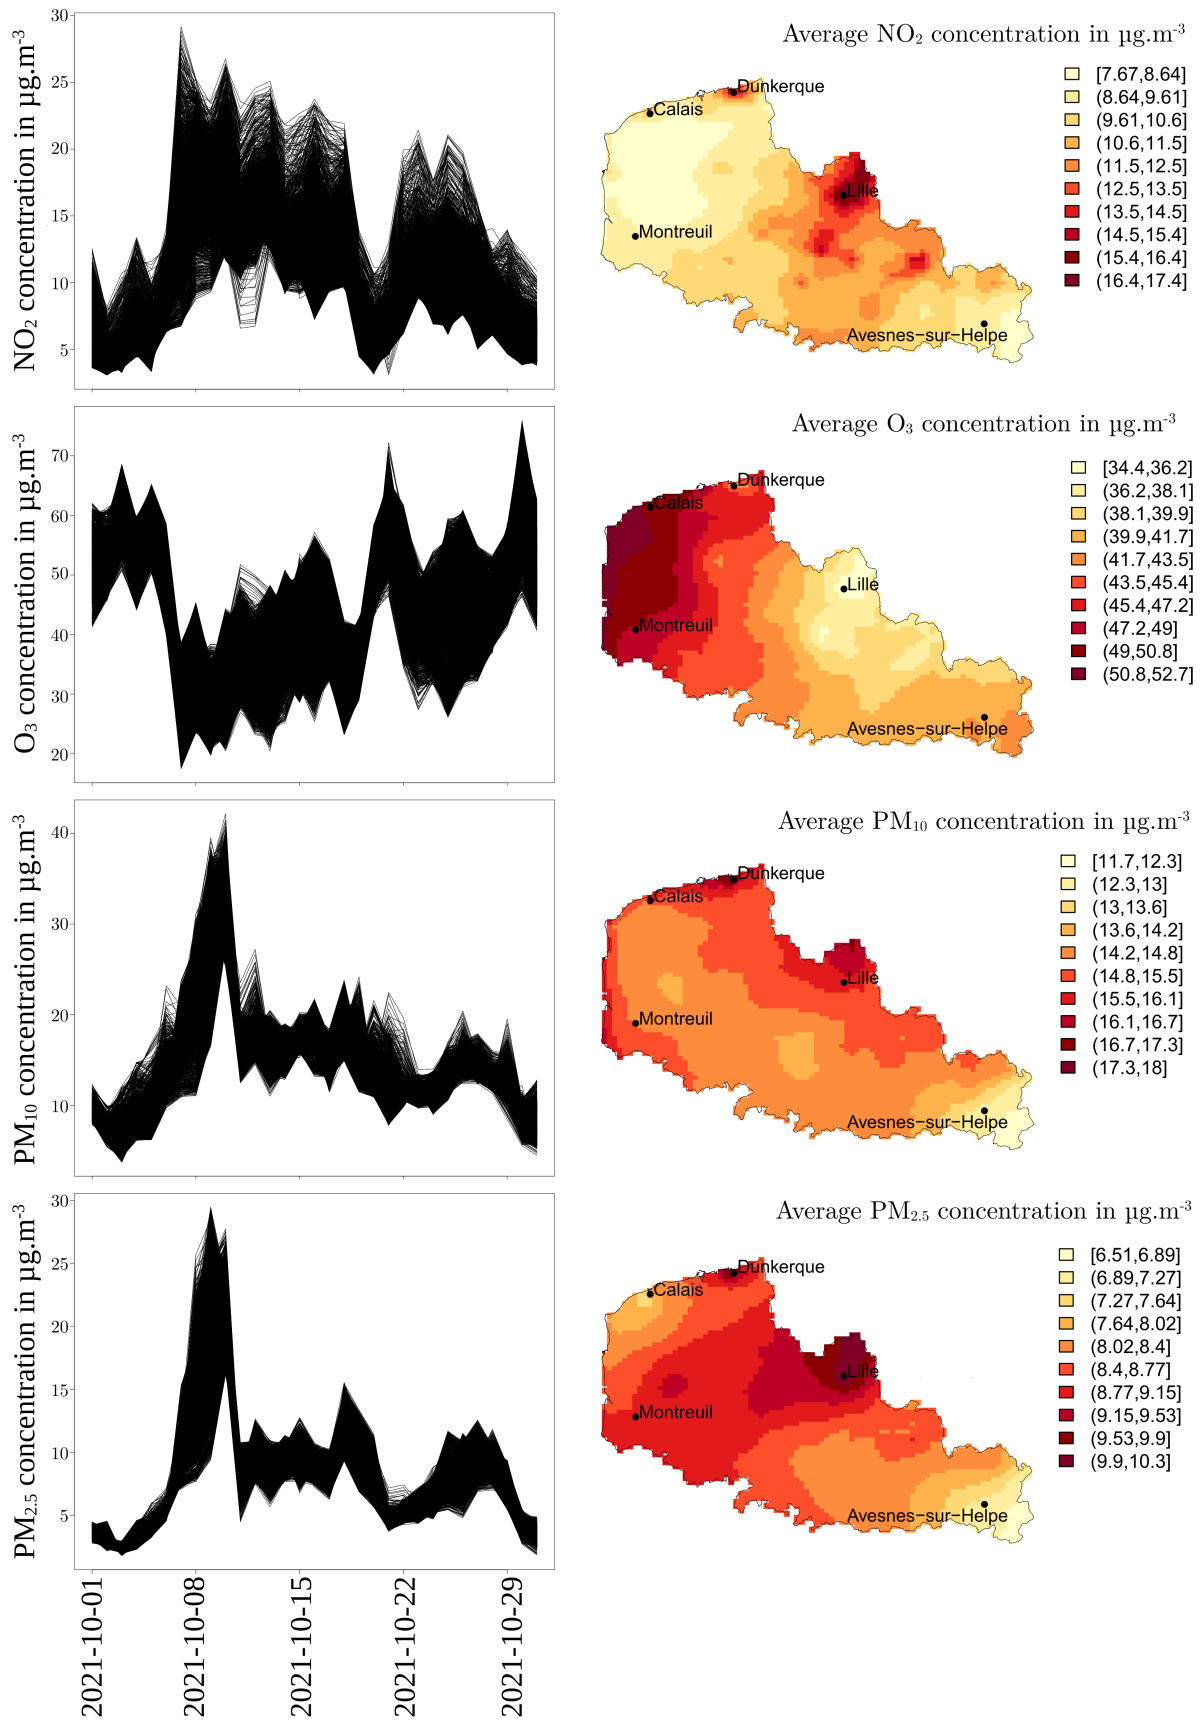 NO2 concentration in µg.m-3
30
25
20
15
10
5
Average NO2 concentration in µg.m-3
Dunkerque
Calais
Lille
Montreuil
Avesnes-sur-Helpe
[7.67,8.64]
(8.64,9.61]
(9.61,10.6]
(10.6,11.5]
(11.5,12.5]
(12.5,13.5]
(13.5,14.5]
(14.5,15.4]
(15.4,16.4]
(16.4,17.4]
O3 concentration in µg.m-3
70
60
50
40
30
20
Average O3 concentration in µg.m-3
Dunkerque
Calais
Lille
Montreuil
Avesnes-sur-Helpe
[34.4,36.2]
(36.2,38.1]
(38.1,39.9]
(39.9,41.7]
(41.7,43.5]
(43.5,45.4]
(45.4,47.2]
(47.2,49]
(49,50.8]
(50.8,52.7]
PM10 concentration in µg.m-3
40
30
20
10
Average PM10 concentration in µg.m-3
Dunkerque
Calais
Lille
Montreuil
Avesnes-sur-Helpe
[11.7,12.3]
(12.3,13]
(13,13.6]
(13.6,14.2]
(14.2,14.8]
(14.8,15.5]
(15.5,16.1]
(16.1,16.7]
(16.7,17.3]
(17.3,18]
PM2.5 concentration in µg.m-3
30
25
20
15
10
5
2021-10-01
2021-10-08
2021-10-15
2021-10-22
2021-10-29
Average PM2.5 concentration in µg.m-3
Dunkerque
Calais
Lille
Montreuil
Avesnes-sur-Helpe
[6.51,6.89]
(6.89,7.27]
(7.27,7.64]
(7.64,8.02]
(8.02,8.4]
(8.4,8.77]
(8.77,9.15]
(9.15,9.53]
(9.53,9.9]
(9.9,10.3]